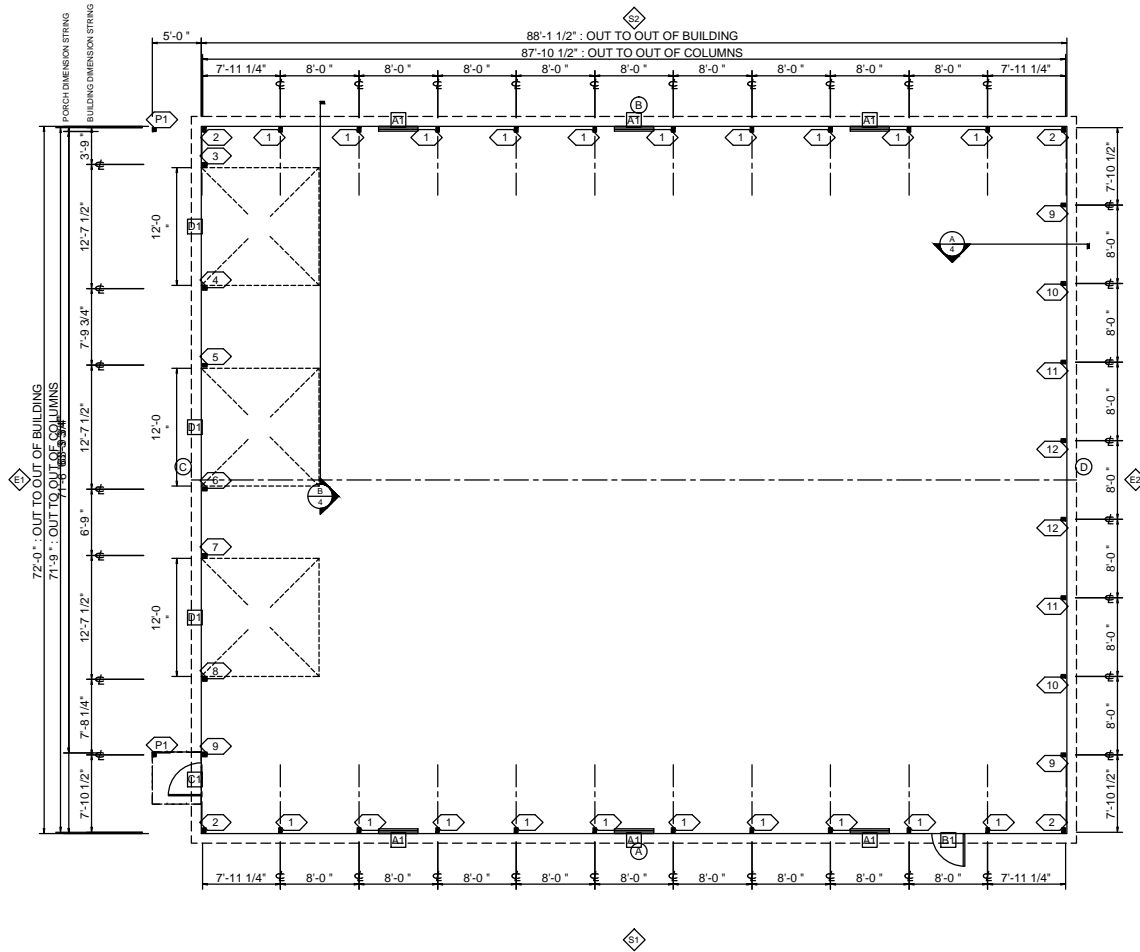 S2
5'-0 "
88'-1 1/2" : OUT TO OUT OF BUILDING
87'-10 1/2" : OUT TO OUT OF COLUMNS
7'-11 1/4" 8'-0 " 8'-0 " 8'-0 " 8'-0 " 8'-0 " 8'-0 " 8'-0 " 8'-0 " 8'-0 " 7'-11 1/4"
PORCH DIMENSION STRING
BUILDING DIMENSION STRING
B
P1 A1 A1 A1
2 1 1 1 1 1 1 1 1 1 1 2
3
3'-9 "
7'-10 1/2"
12'-7 1/2"
12'-0 "
D1
9
8'-0 "
A
4
4
10
7'-9 3/4"
8'-0 "
5
11
12'-7 1/2"
12'-0 "
D1
8'-0 "
12
C
D
E1
E2
6
8'-0 "
B
4
72'-0 " : OUT TO OUT OF BUILDING
71'-9 " : OUT TO OUT OF COLUMNS
6'-9 "
12
7
8'-0 "
12'-7 1/2"
12'-0 "
D1
11
8'-0 "
8
10
7'-8 1/4"
8'-0 "
P1
9
9
C1
7'-10 1/2"
7'-10 1/2"
2 1 1 1 1 1 1 1 1 1 1 2
A1 A1 A1 B1
A
7'-11 1/4" 8'-0 " 8'-0 " 8'-0 " 8'-0 " 8'-0 " 8'-0 " 8'-0 " 8'-0 " 8'-0 " 7'-11 1/4"
S1